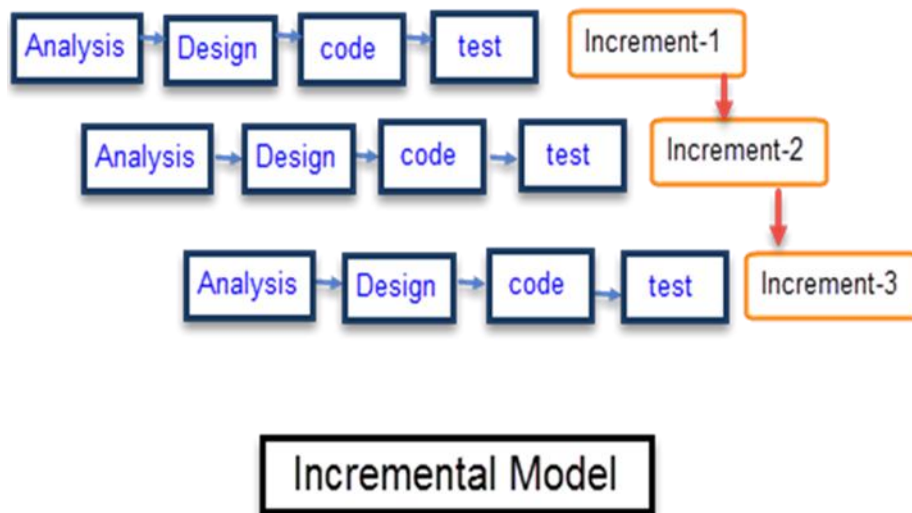 Analysis Design code test Increment-1
Analysis Design code test Increment-2
Analysis Design code test Increment-3
Incremental Model